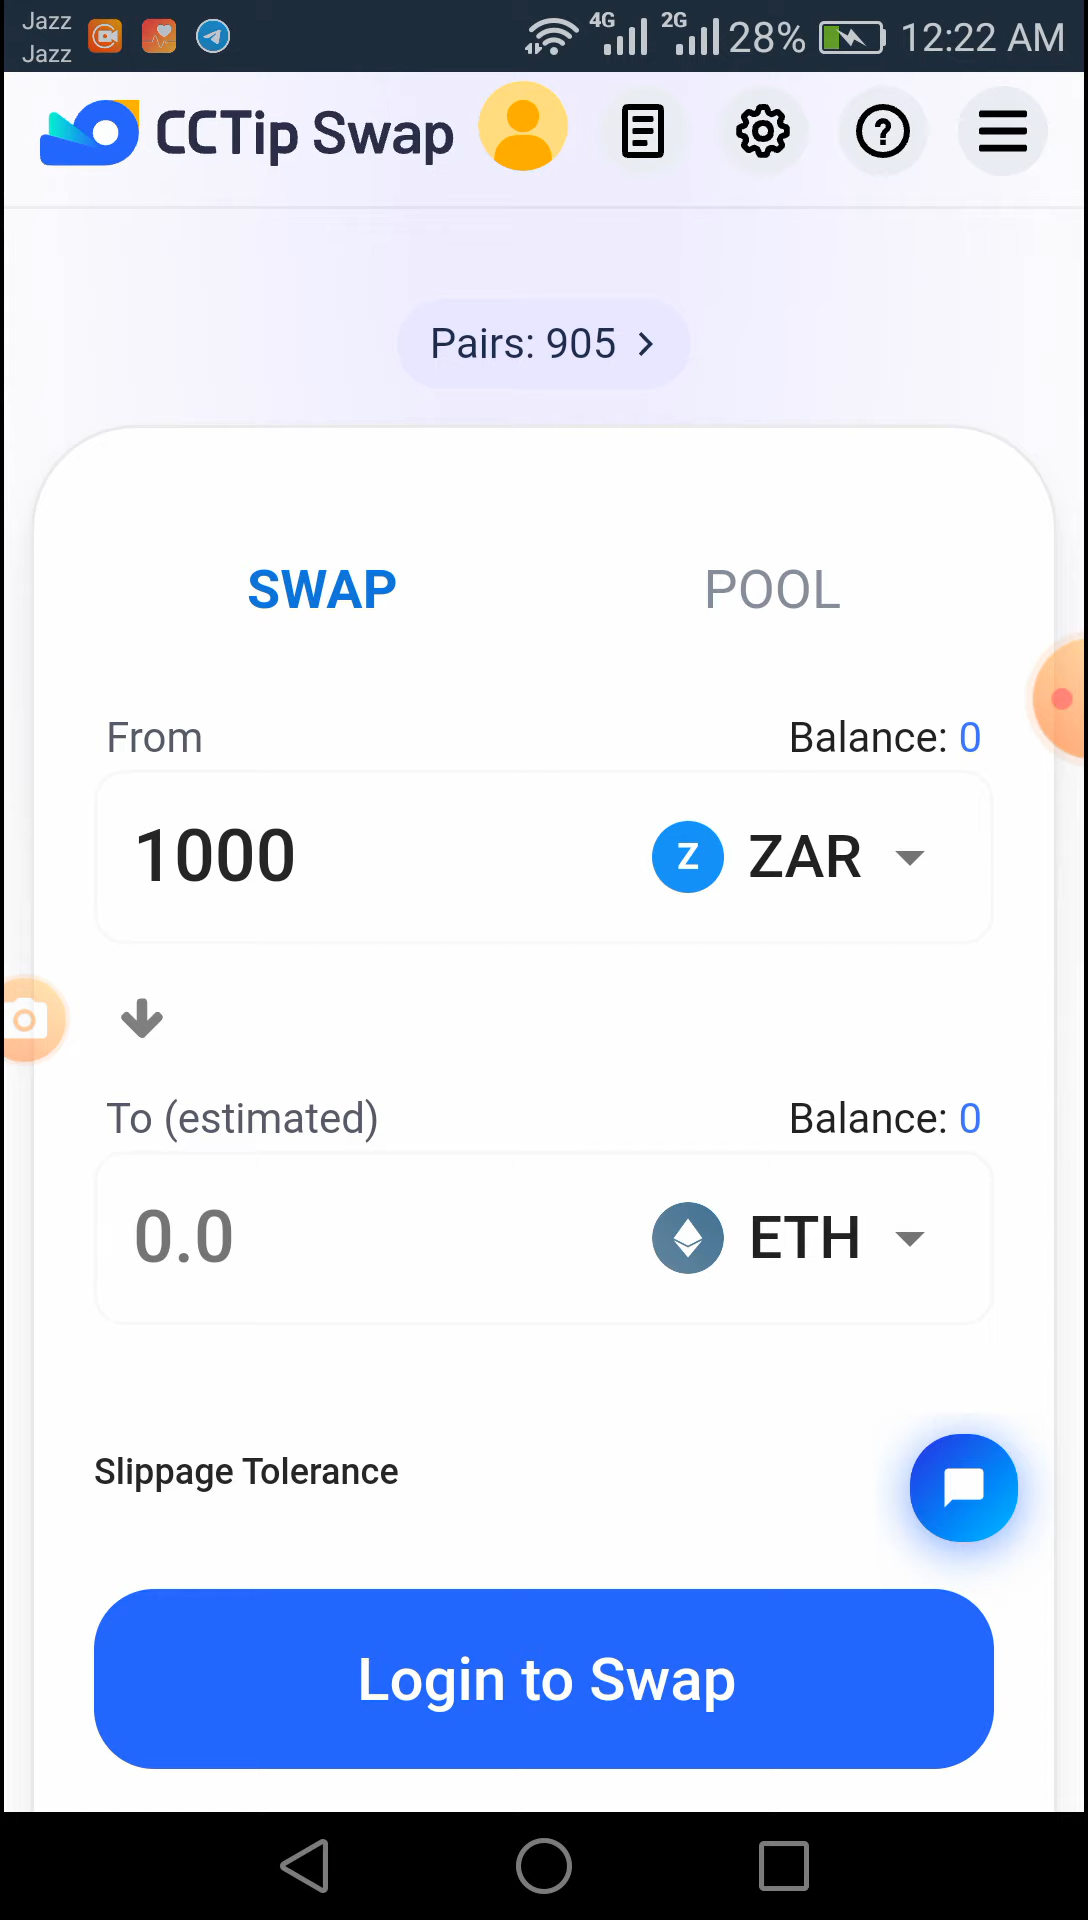 Jazz
Jazz
4G
2G
28%
12:22 AM
CCTip Swap
Pairs: 905
SWAP
POOL
From
Balance: 0
1000
Z
ZAR
To (estimated)
Balance: 0
0.0
ETH
Slippage Tolerance
Login to Swap